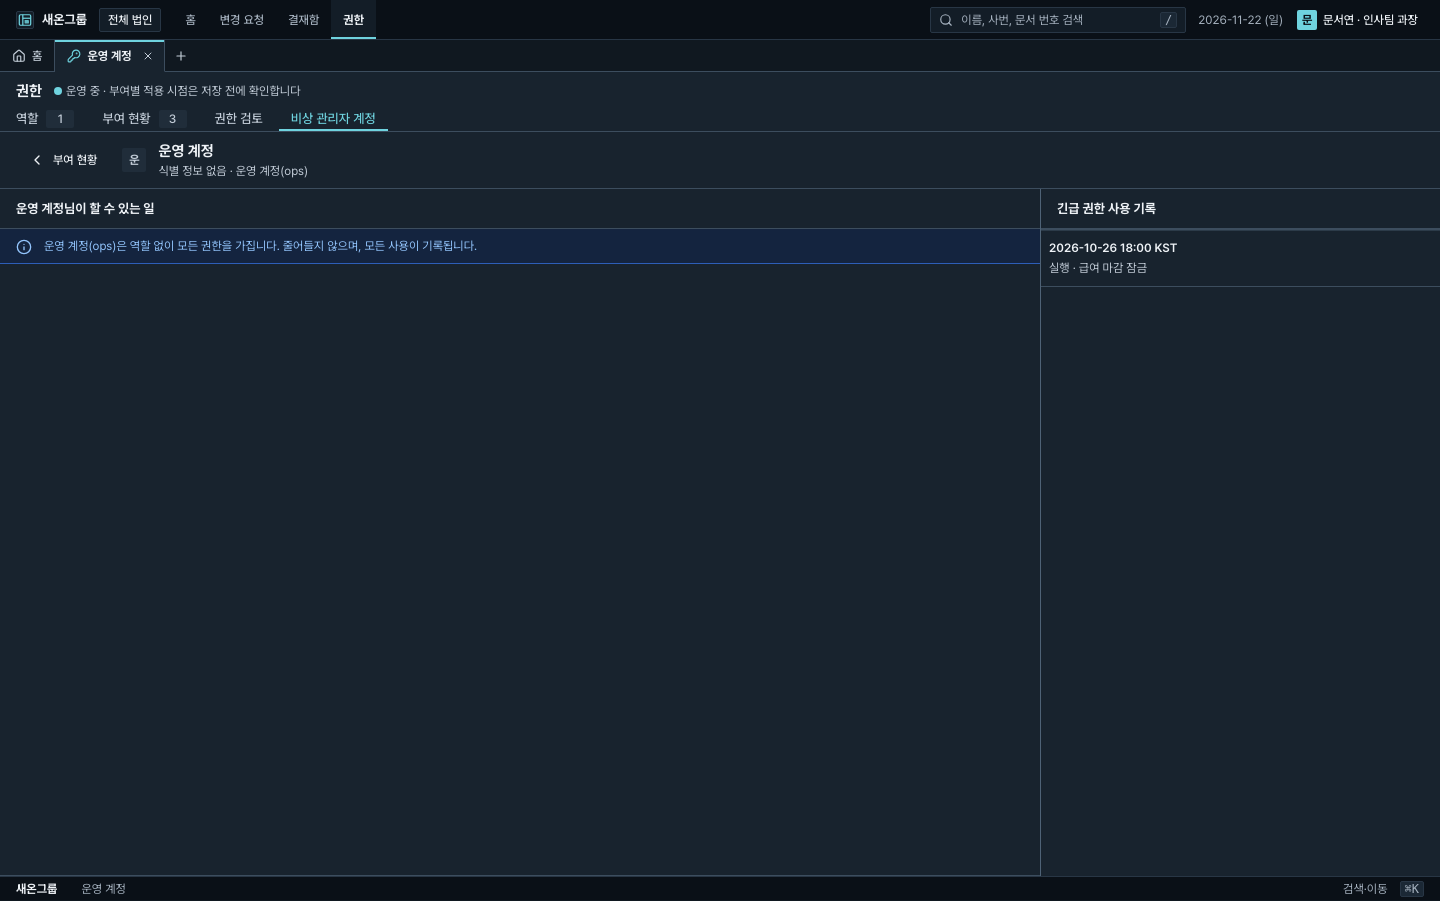 새온그룹 전체 법인 홈 변경 요청 결재함 권한 이름, 사번, 문서 번호 검색 / 2026-11-22 (일) 문 문서연 · 인사팀 과장
홈 운영 계정
권한 운영 중 · 부여별 적용 시점은 저장 전에 확인합니다
역할 1 부여 현황 3 권한 검토 비상 관리자 계정
부여 현황 운 운영 계정
식별 정보 없음 · 운영 계정(ops)
운영 계정님이 할 수 있는 일
운영 계정(ops)은 역할 없이 모든 권한을 가집니다. 줄어들지 않으며, 모든 사용이 기록됩니다.
긴급 권한 사용 기록
2026-10-26 18:00 KST
실행 · 급여 마감 잠금
새온그룹 운영 계정 검색·이동 ⌘K